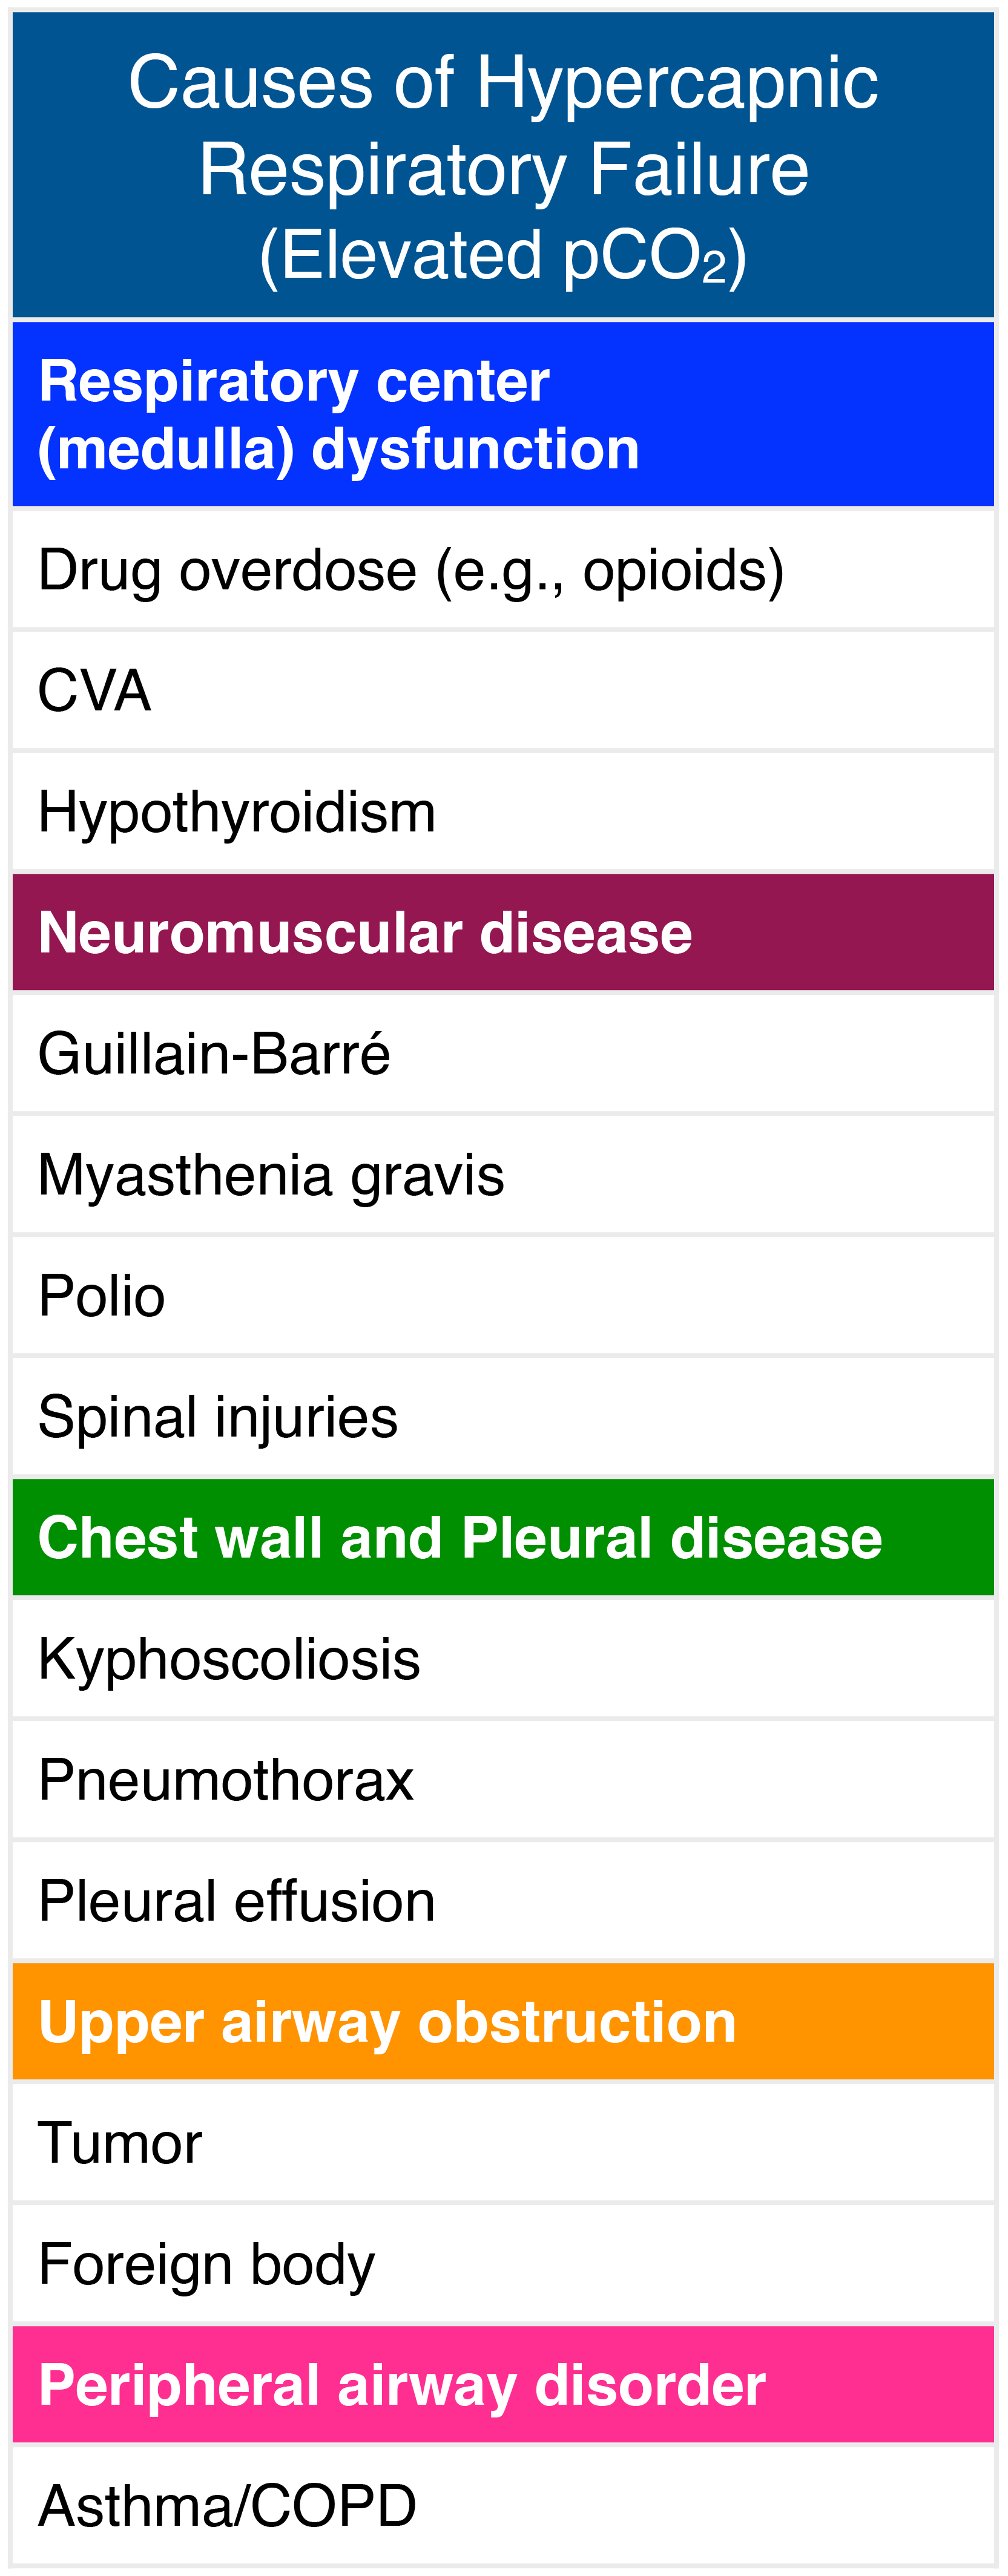 Causes of Hypercapnic
Respiratory Failure
(Elevated pCO₂)
Respiratory center
(medulla) dysfunction
Drug overdose (e.g., opioids)
CVA
Hypothyroidism
Neuromuscular disease
Guillain-Barré
Myasthenia gravis
Polio
Spinal injuries
Chest wall and Pleural disease
Kyphoscoliosis
Pneumothorax
Pleural effusion
Upper airway obstruction
Tumor
Foreign body
Peripheral airway disorder
Asthma/COPD